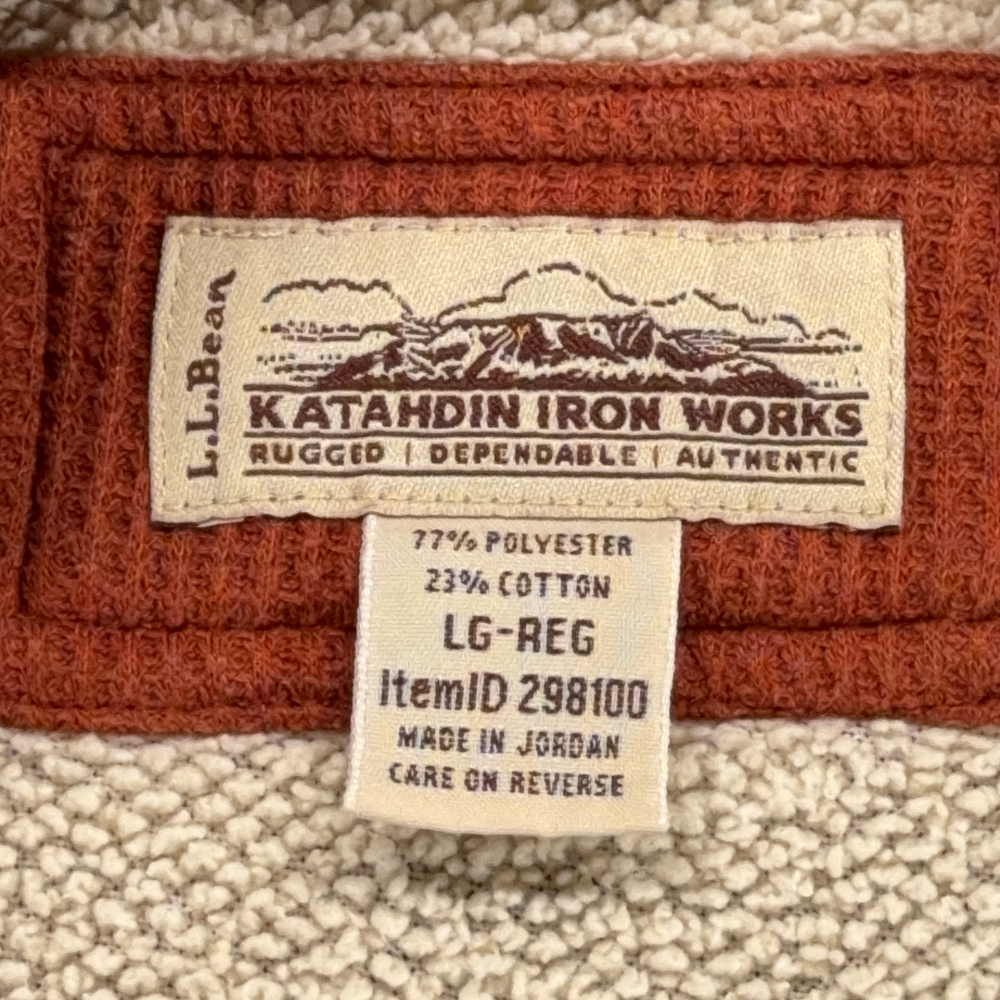 L.L.Bean
KATAHDIN IRON WORKS
RUGGED | DEPENDABLE | AUTHENTIC
77% POLYESTER
23% COTTON
LG-REG
ItemID 298100
MADE IN JORDAN
CARE ON REVERSE